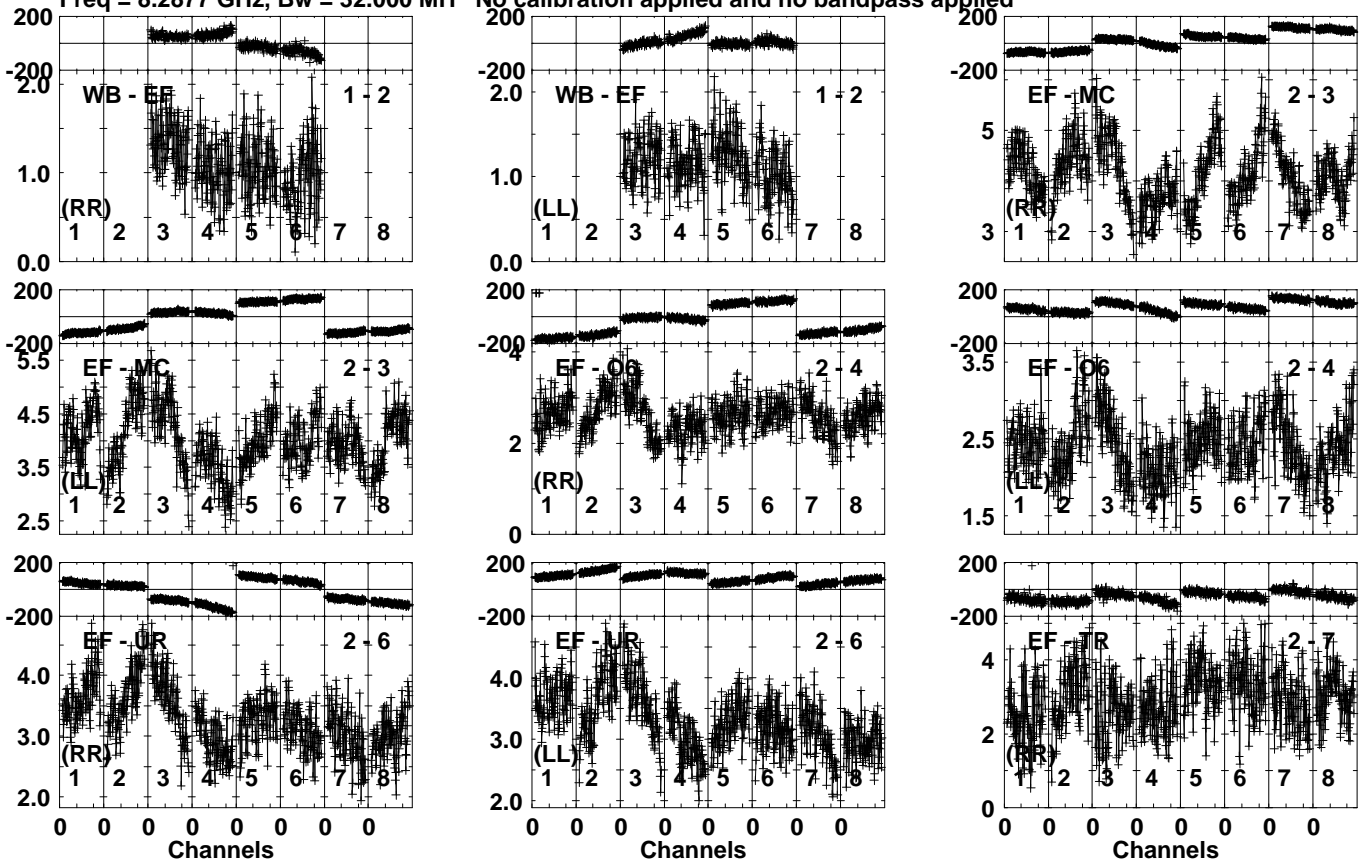 Freq = 8.2877 GHz, Bw = 32.000 MH No calibration applied and no bandpass applied
200
-200
WB - EF 1 - 2
2.0
1.0
0.0
(RR)
1 2 3 4 5 6 7 8
200
-200
WB - EF 1 - 2
2.0
1.0
0.0
(LL)
1 2 3 4 5 6 7 8
200
-200
EF - MC 2 - 3
5
3
(RR)
1 2 3 4 5 6 7 8
200
-200
EF - MC 2 - 3
5.5
4.5
3.5
2.5
(LL)
1 2 3 4 5 6 7 8
200
-200
EF - O6 2 - 4
4
2
0
(RR)
1 2 3 4 5 6 7 8
200
-200
EF - O6 2 - 4
3.5
2.5
1.5
(LL)
1 2 3 4 5 6 7 8
200
-200
EF - UR 2 - 6
4.0
3.0
2.0
(RR)
1 2 3 4 5 6 7 8
0 0 0 0 0 0 0 0
Channels
200
-200
EF - UR 2 - 6
4.0
3.0
2.0
(LL)
1 2 3 4 5 6 7 8
0 0 0 0 0 0 0 0
Channels
200
-200
EF - TR 2 - 7
4
2
0
(RR)
1 2 3 4 5 6 7 8
0 0 0 0 0 0 0 0
Channels